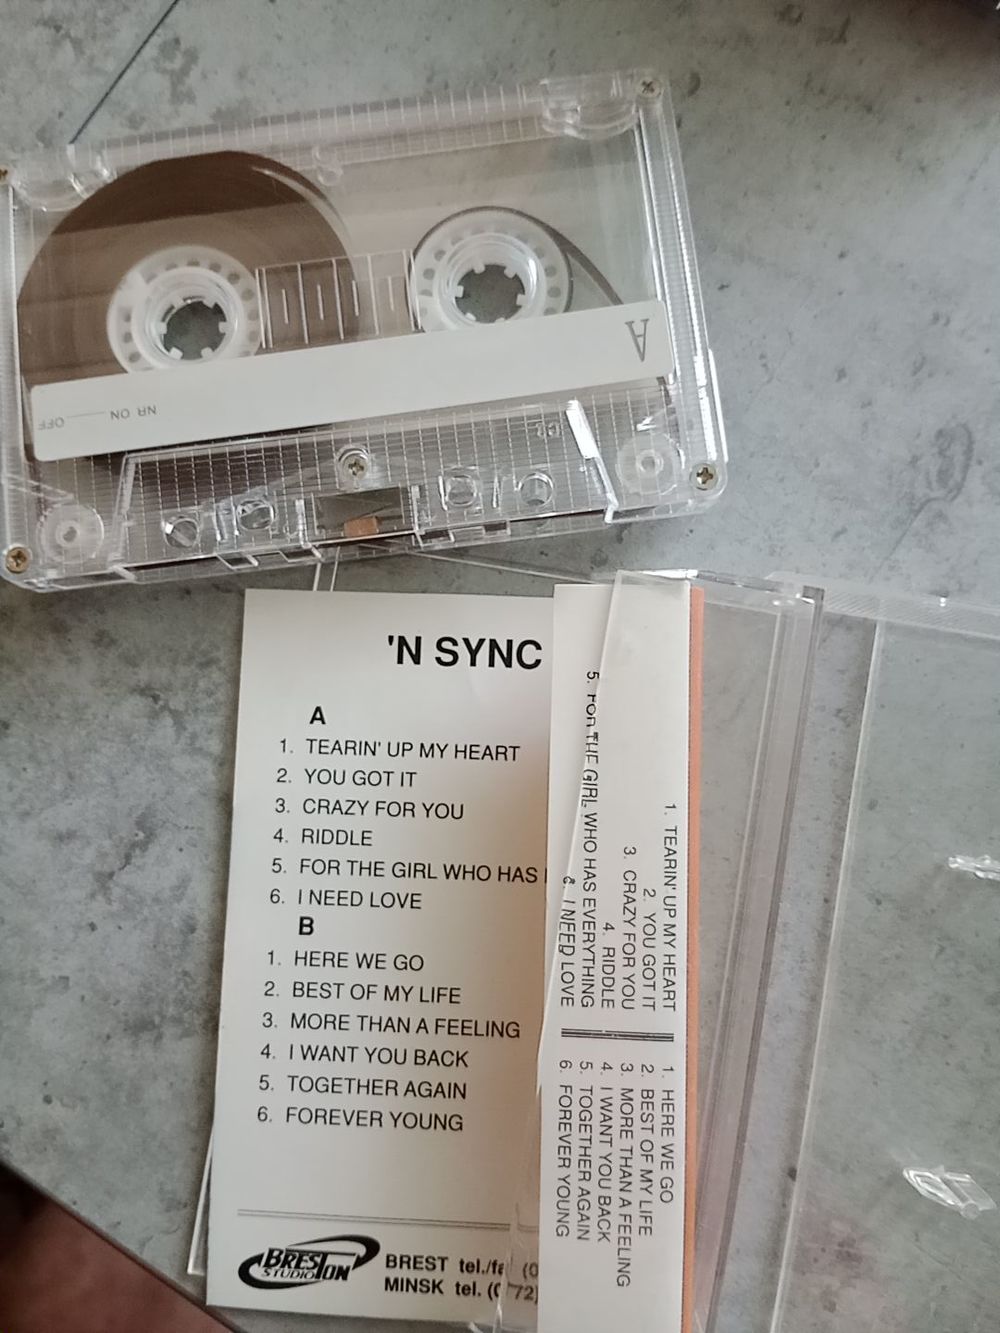 A
NR ON OFF
'N SYNC
A
1. TEARIN' UP MY HEART
2. YOU GOT IT
3. CRAZY FOR YOU
4. RIDDLE
5. FOR THE GIRL WHO HAS
6. I NEED LOVE
B
1. HERE WE GO
2. BEST OF MY LIFE
3. MORE THAN A FEELING
4. I WANT YOU BACK
5. TOGETHER AGAIN
6. FOREVER YOUNG
BRESTON
STUDIO
BREST tel./fa (0
MINSK tel. (0 72)
1. TEARIN' UP MY HEART
2. YOU GOT IT
3. CRAZY FOR YOU
4. RIDDLE
5. FOR THE GIRL WHO HAS EVERYTHING
6. I NEED LOVE
1. HERE WE GO
2. BEST OF MY LIFE
3. MORE THAN A FEELING
4. I WANT YOU BACK
5. TOGETHER AGAIN
6. FOREVER YOUNG